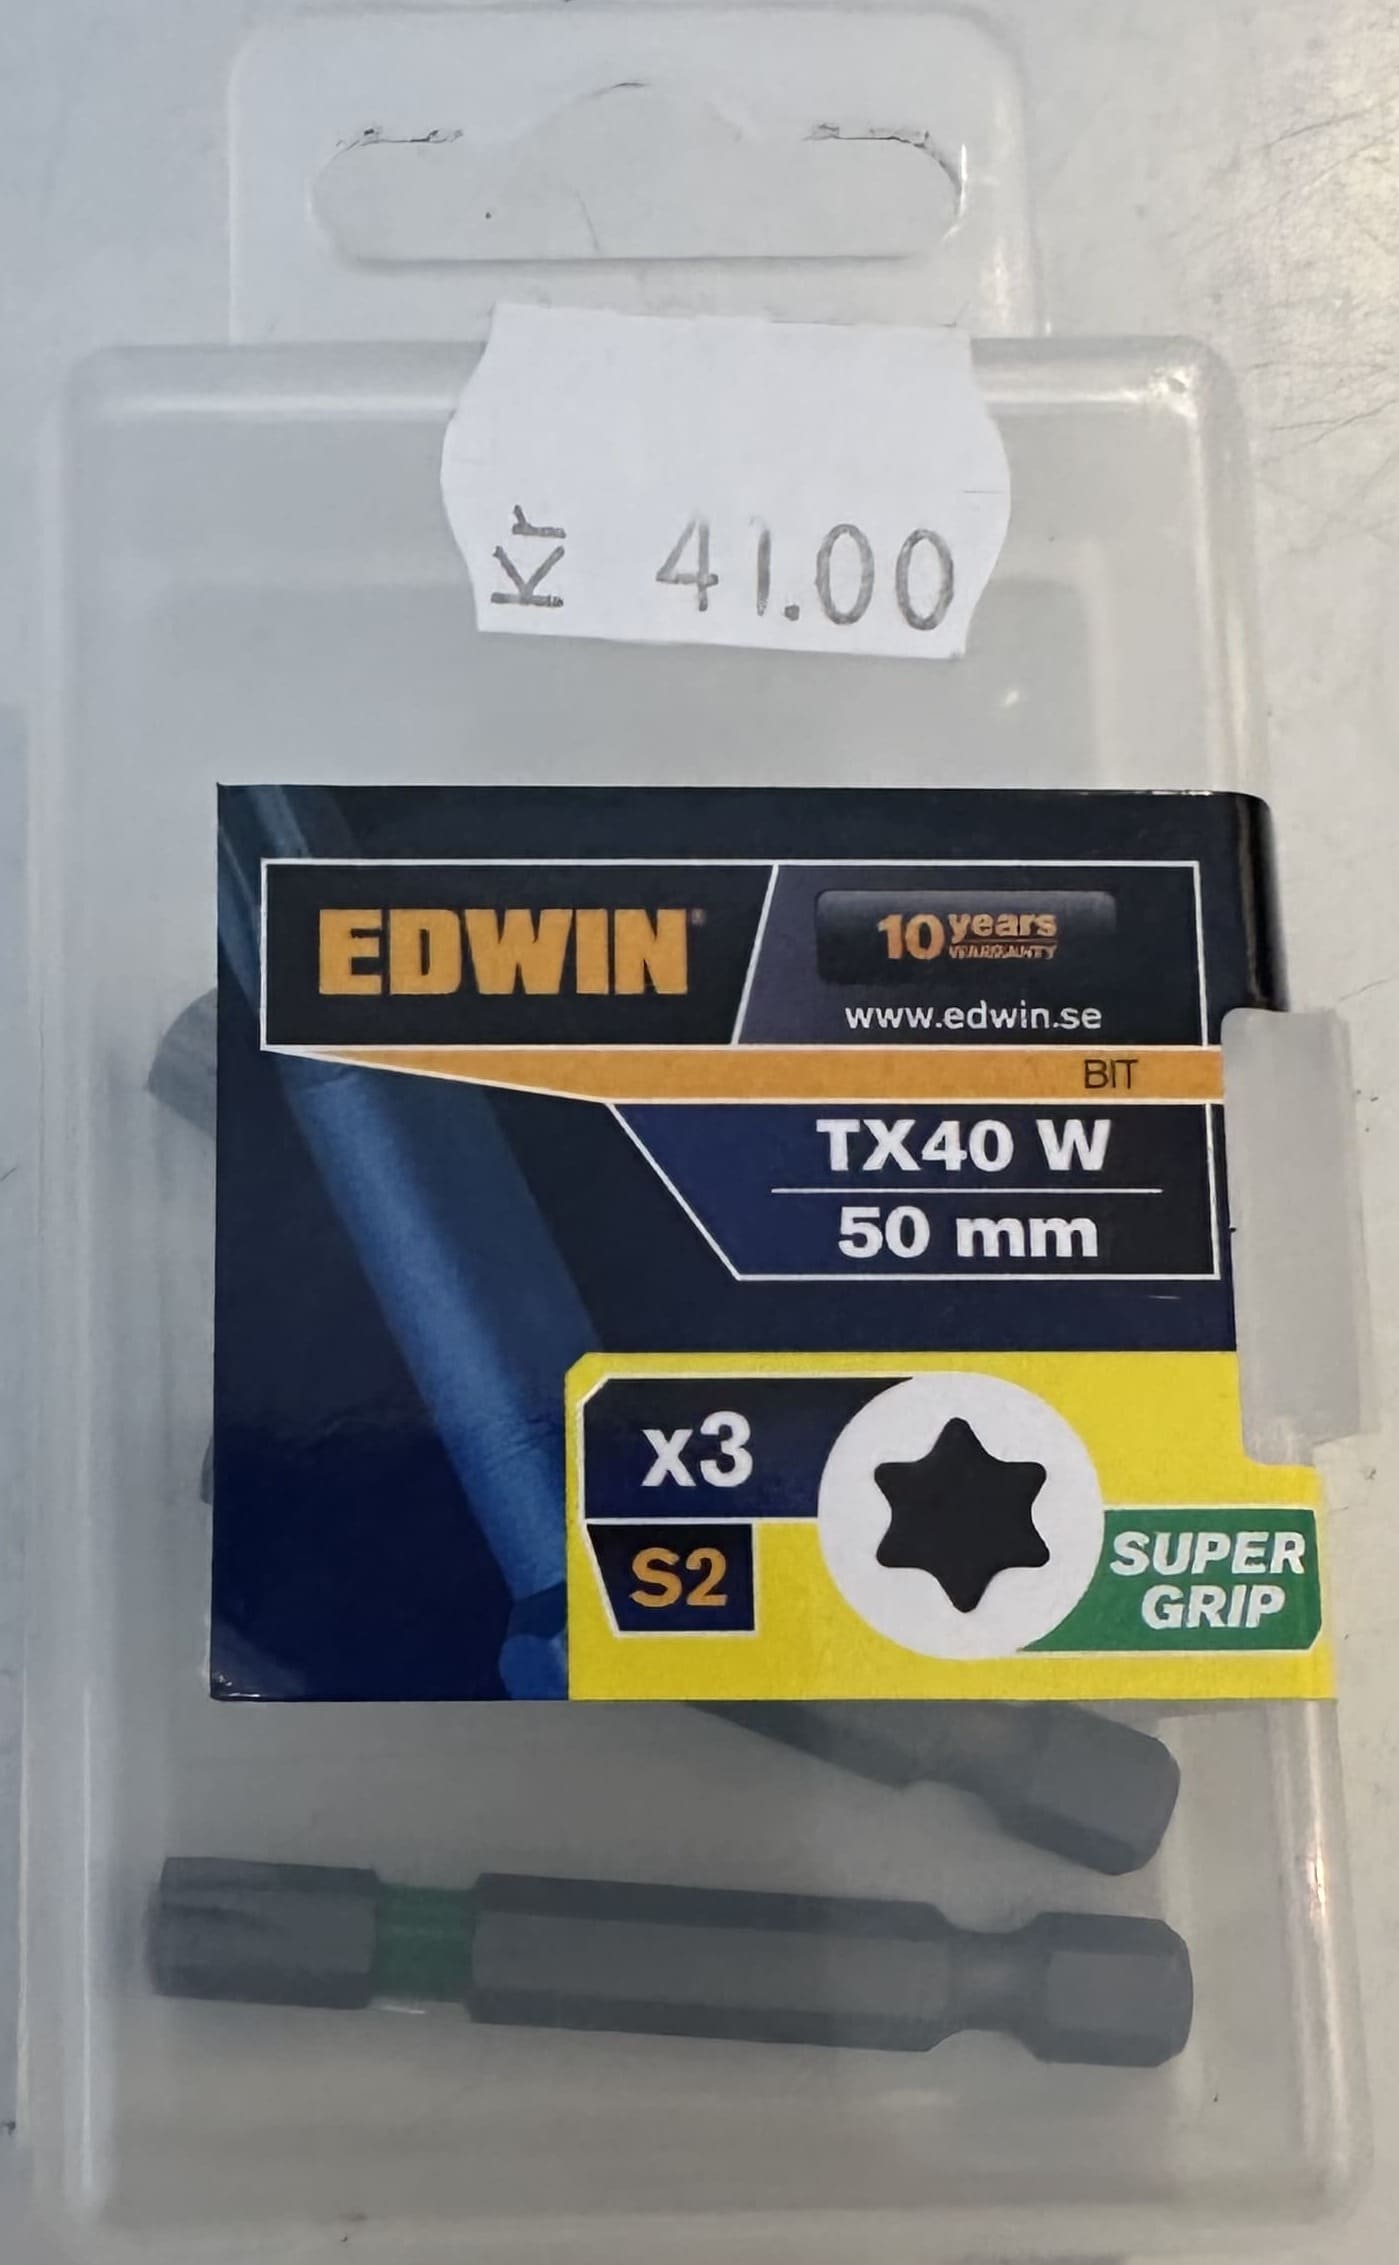 Kr 41.00
EDWIN®
10 years
WARRANTY
www.edwin.se
BIT
TX40 W
50 mm
x3
S2
SUPER
GRIP